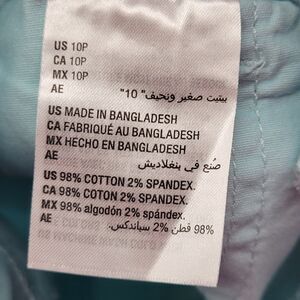 US 10P
CA 10P
MX 10P
AE بيتيت صغير ونحيف" 10"
US MADE IN BANGLADESH
CA FABRIQUÉ AU BANGLADESH
MX HECHO EN BANGLADESH
AE صُنع في بنغلاديش
US 98% COTTON 2% SPANDEX.
CA 98% COTON 2% SPANDEX.
MX 98% algodón 2% spándex.
AE 98% قطن 2% سباندكس.